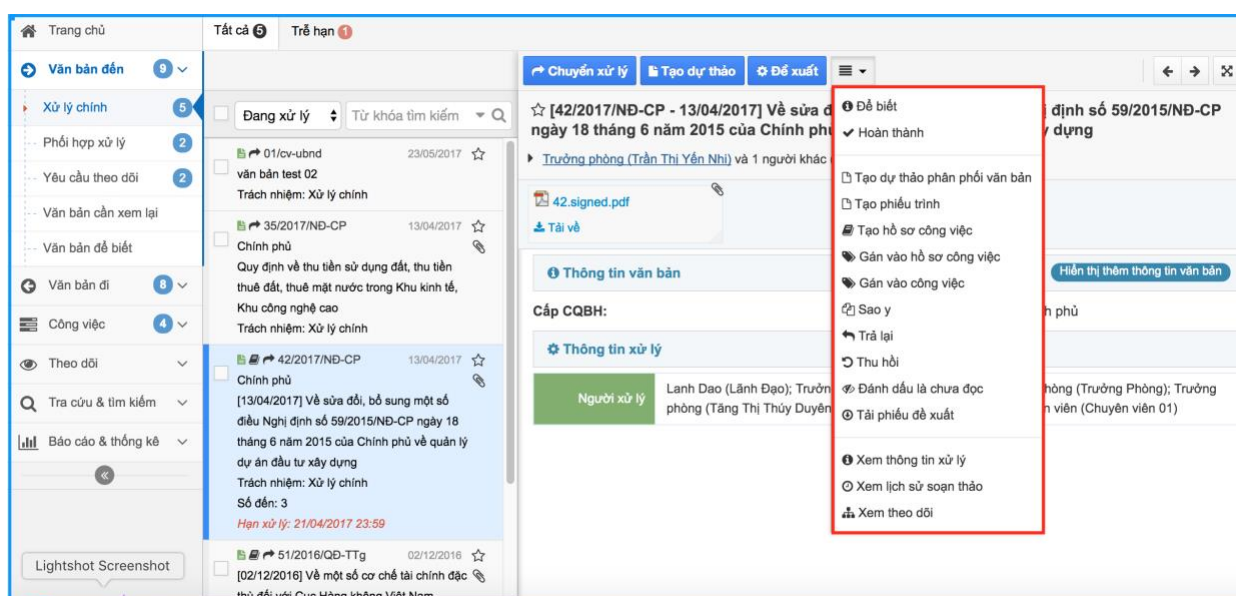 Trang chủ
Văn bản đến 9
Xử lý chính 5
Phối hợp xử lý 2
Yêu cầu theo dõi 2
Văn bản cần xem lại
Văn bản để biết
Văn bản đi 8
Công việc 4
Theo dõi
Tra cứu & tìm kiếm
Báo cáo & thống kê
Lightshot Screenshot
Tất cả 5 Trễ hạn 1
Đang xử lý Từ khóa tìm kiếm
01/cv-ubnd 23/05/2017
văn bản test 02
Trách nhiệm: Xử lý chính
35/2017/NĐ-CP 13/04/2017
Chính phủ
Quy định về thu tiền sử dụng đất, thu tiền
thuê đất, thuê mặt nước trong Khu kinh tế,
Khu công nghệ cao
Trách nhiệm: Xử lý chính
42/2017/NĐ-CP 13/04/2017
Chính phủ
[13/04/2017] Về sửa đổi, bổ sung một số
điều Nghị định số 59/2015/NĐ-CP ngày 18
tháng 6 năm 2015 của Chính phủ về quản lý
dự án đầu tư xây dựng
Trách nhiệm: Xử lý chính
Số đến: 3
Hạn xử lý: 21/04/2017 23:59
51/2016/QĐ-TTg 02/12/2016
[02/12/2016] Về một số cơ chế tài chính đặc
thù đối với Cục Hàng không Việt Nam
Chuyển xử lý Tạo dự thảo Đề xuất
[42/2017/NĐ-CP - 13/04/2017] Về sửa đ ị định số 59/2015/NĐ-CP
ngày 18 tháng 6 năm 2015 của Chính ph y dựng
Trưởng phòng (Trần Thị Yến Nhi) và 1 người khác
42.signed.pdf
Tải về
Thông tin văn bản Hiển thị thêm thông tin văn bản
Cấp CQBH: h phủ
Thông tin xử lý
Người xử lý
Lanh Dao (Lãnh Đạo); Trưởn hòng (Trưởng Phòng); Trưởng
phòng (Tăng Thị Thúy Duyên n viên (Chuyên viên 01)
Để biết
Hoàn thành
Tạo dự thảo phân phối văn bản
Tạo phiếu trình
Tạo hồ sơ công việc
Gán vào hồ sơ công việc
Gán vào công việc
Sao y
Trả lại
Thu hồi
Đánh dấu là chưa đọc
Tải phiếu đề xuất
Xem thông tin xử lý
Xem lịch sử soạn thảo
Xem theo dõi